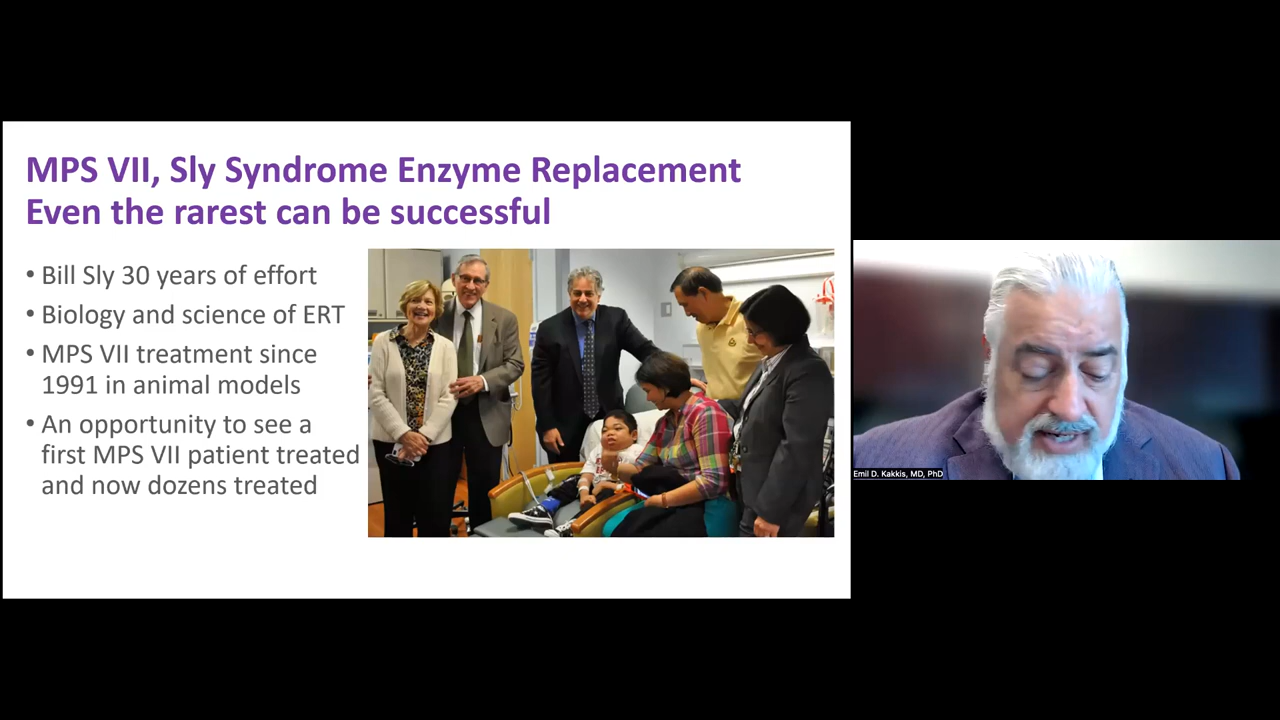 MPS VII, Sly Syndrome Enzyme Replacement
Even the rarest can be successful
• Bill Sly 30 years of effort
• Biology and science of ERT
• MPS VII treatment since
1991 in animal models
• An opportunity to see a
first MPS VII patient treated
and now dozens treated
Emil D. Kakkis, MD, PhD